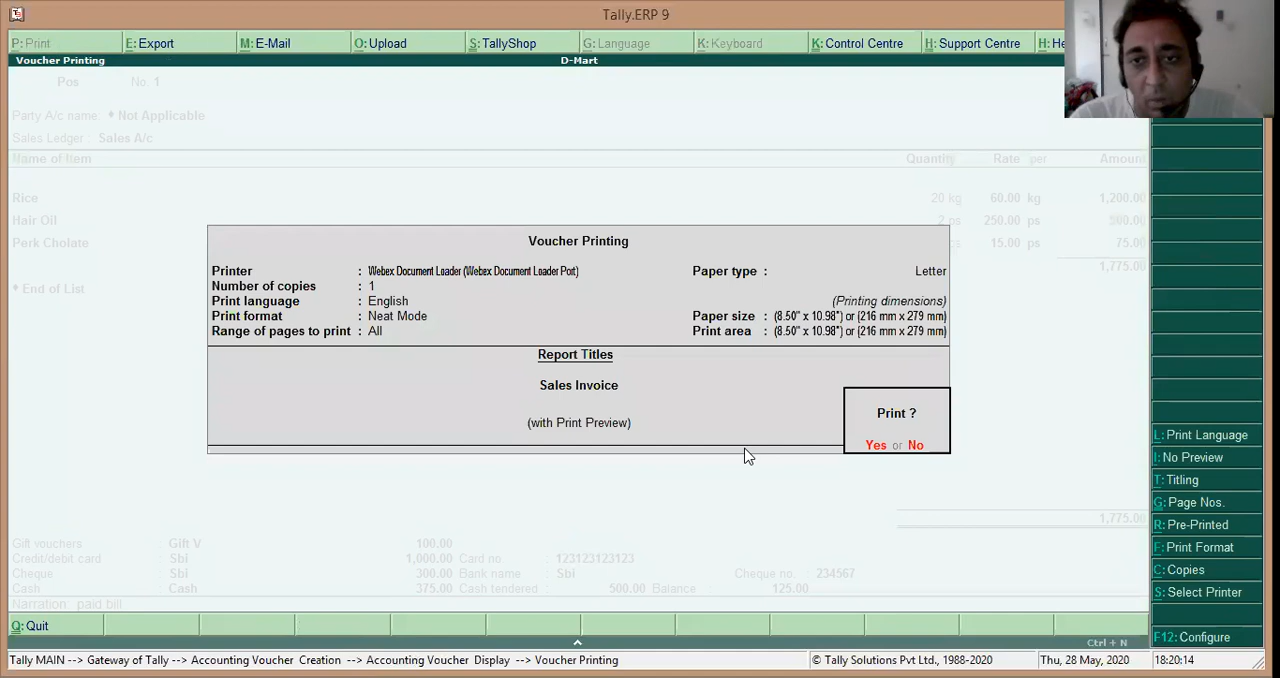 Tally.ERP 9
P: Print E: Export M: E-Mail O: Upload S: TallyShop G: Language K: Keyboard K: Control Centre H: Support Centre H: He
Voucher Printing D-Mart
Pos No. 1
Party A/c name: ♦ Not Applicable
Sales Ledger : Sales A/c
Name of Item Quantity Rate per Amount
Rice 20 kg 60.00 kg 1,200.00
Hair Oil 2 ps 250.00 ps 500.00
Perk Cholate ps 15.00 ps 75.00
1,775.00
♦ End of List
Voucher Printing
Printer : Webex Document Loader (Webex Document Loader Port) Paper type : Letter
Number of copies : 1
Print language : English (Printing dimensions)
Print format : Neat Mode Paper size : (8.50" x 10.98") or (216 mm x 279 mm)
Range of pages to print : All Print area : (8.50" x 10.98") or (216 mm x 279 mm)
Report Titles
Sales Invoice
(with Print Preview)
Print ?
Yes or No
1,775.00
Gift vouchers Gift V 100.00
Credit/debit card Sbi 1,000.00 Card no. : 123123123123
Cheque Sbi 300.00 Bank name : Sbi Cheque no. : 234567
Cash Cash 375.00 Cash tendered : 500.00 Balance : 125.00
Narration: paid bill
L: Print Language
I: No Preview
T: Titling
G: Page Nos.
R: Pre-Printed
F: Print Format
C: Copies
S: Select Printer
F12: Configure
Q: Quit
Ctrl + N
Tally MAIN --> Gateway of Tally --> Accounting Voucher Creation --> Accounting Voucher Display --> Voucher Printing © Tally Solutions Pvt Ltd., 1988-2020 Thu, 28 May, 2020 18:20:14